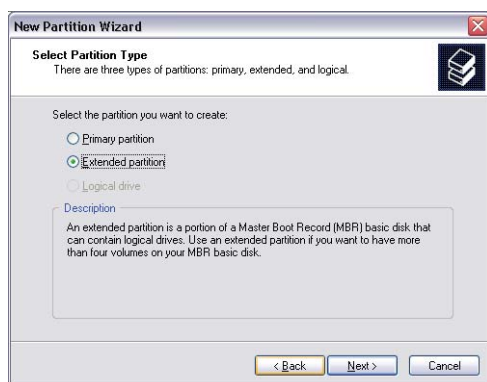 New Partition Wizard
Select Partition Type
There are three types of partitions: primary, extended, and logical.
Select the partition you want to create:
Primary partition
Extended partition
Logical drive
Description
An extended partition is a portion of a Master Boot Record (MBR) basic disk that
can contain logical drives. Use an extended partition if you want to have more
than four volumes on your MBR basic disk.
< Back Next > Cancel